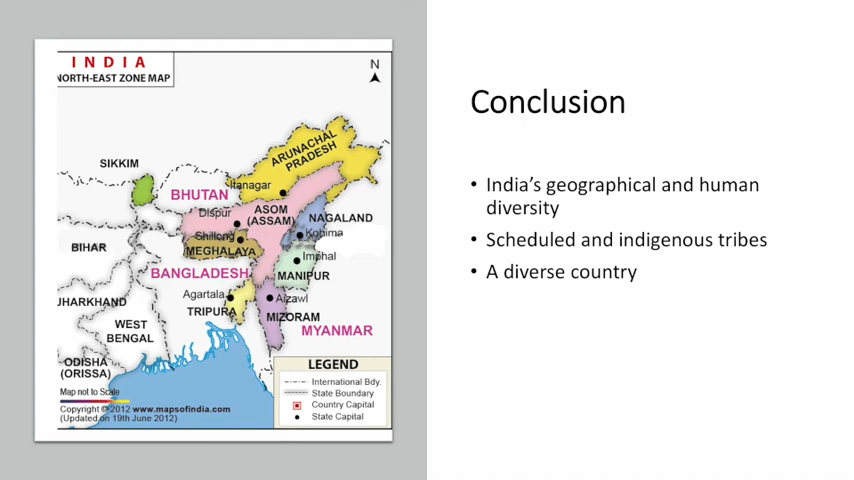 INDIA
NORTH-EAST ZONE MAP
N
SIKKIM
ARUNACHAL
PRADESH
BHUTAN
Itanagar
Dispur
ASOM
(ASSAM)
NAGALAND
Shillong
Kohima
BIHAR
MEGHALAYA
Imphal
BANGLADESH
MANIPUR
Agartala
Aizawl
JHARKHAND
TRIPURA
MIZORAM
WEST
BENGAL
MYANMAR
ODISHA
(ORISSA)
LEGEND
International Bdy.
State Boundary
Country Capital
State Capital
Map not to Scale
Copyright © 2012 www.mapsofindia.com
(Updated on 19th June 2012)
Conclusion
• India’s geographical and human
diversity
• Scheduled and indigenous tribes
• A diverse country